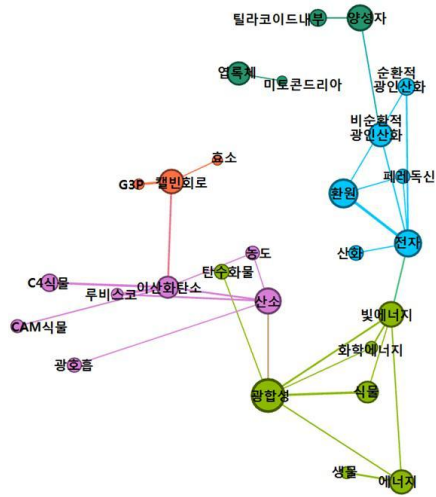 틸라코이드내부
양성자
엽록체
미토콘드리아
순환적
광인산화
비순환적
광인산화
효소
G3P
캘빈회로
페레독신
환원
전자
산화
농도
탄수화물
C4식물
루비스코
이산화탄소
산소
CAM식물
빛에너지
화학에너지
광호흡
광합성
식물
생물
에너지